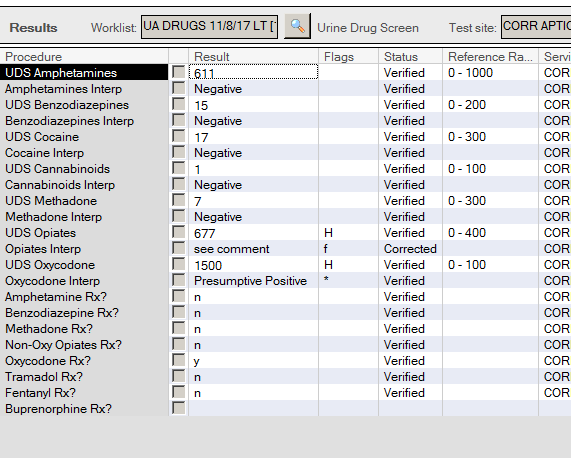 Results Worklist: UA DRUGS 11/8/17 LT [ Urine Drug Screen Test site: CORR APTIO
Procedure Result Flags Status Reference Ra... Servi
UDS Amphetamines 611 Verified 0 - 1000 COR
Amphetamines Interp Negative Verified COR
UDS Benzodiazepines 15 Verified 0 - 200 COR
Benzodiazepines Interp Negative Verified COR
UDS Cocaine 17 Verified 0 - 300 COR
Cocaine Interp Negative Verified COR
UDS Cannabinoids 1 Verified 0 - 100 COR
Cannabinoids Interp Negative Verified COR
UDS Methadone 7 Verified 0 - 300 COR
Methadone Interp Negative Verified COR
UDS Opiates 677 H Verified 0 - 400 COR
Opiates Interp see comment f Corrected COR
UDS Oxycodone 1500 H Verified 0 - 100 COR
Oxycodone Interp Presumptive Positive * Verified COR
Amphetamine Rx? n Verified COR
Benzodiazepine Rx? n Verified COR
Methadone Rx? n Verified COR
Non-Oxy Opiates Rx? n Verified COR
Oxycodone Rx? y Verified COR
Tramadol Rx? n Verified COR
Fentanyl Rx? n Verified COR
Buprenorphine Rx?